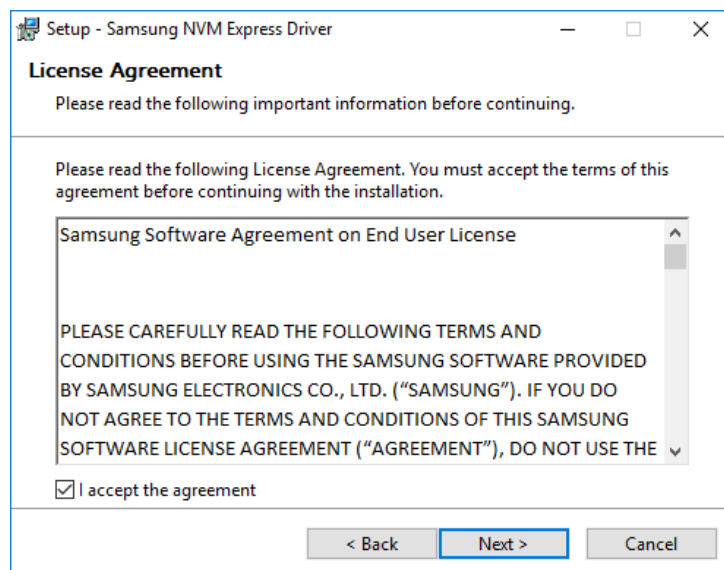 Setup - Samsung NVM Express Driver
License Agreement
Please read the following important information before continuing.
Please read the following License Agreement. You must accept the terms of this
agreement before continuing with the installation.
Samsung Software Agreement on End User License
PLEASE CAREFULLY READ THE FOLLOWING TERMS AND
CONDITIONS BEFORE USING THE SAMSUNG SOFTWARE PROVIDED
BY SAMSUNG ELECTRONICS CO., LTD. (“SAMSUNG”). IF YOU DO
NOT AGREE TO THE TERMS AND CONDITIONS OF THIS SAMSUNG
SOFTWARE LICENSE AGREEMENT (“AGREEMENT”), DO NOT USE THE
I accept the agreement
< Back Next > Cancel